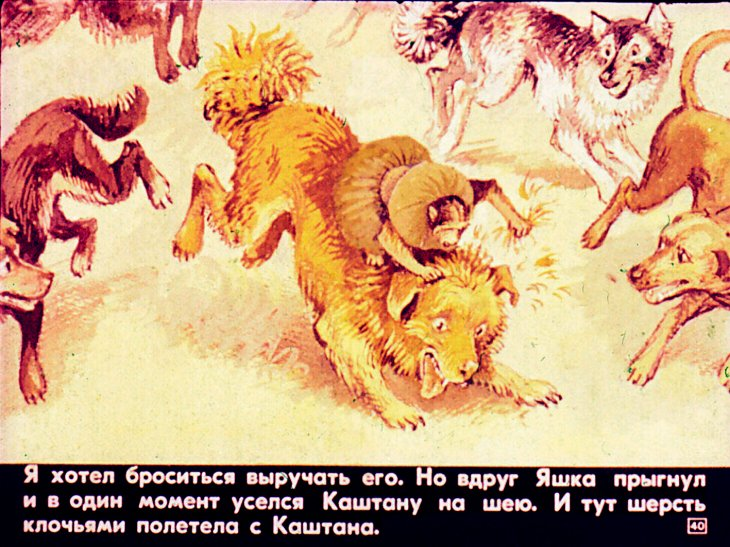 Я хотел броситься выручать его. Но вдруг Яшка прыгнул
и в один момент уселся Каштану на шею. И тут шерсть
клочьями полетела с Каштана.
40